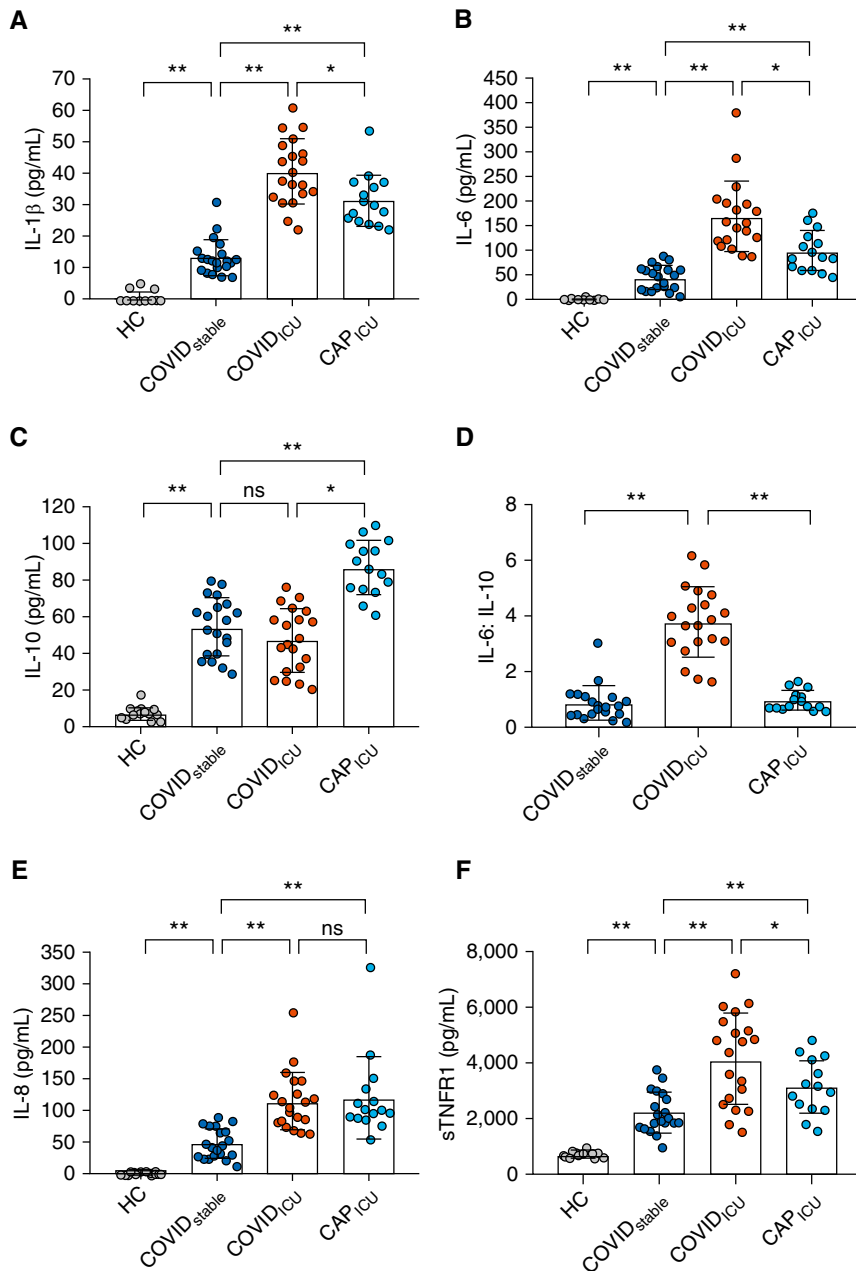 A
** 
** ** *
IL-1β (pg/mL)
70
60
50
40
30
20
10
0
HC
COVIDstable
COVIDICU
CAPICU
B
**
** ** *
IL-6 (pg/mL)
450
400
350
300
250
200
150
100
50
0
HC
COVIDstable
COVIDICU
CAPICU
C
**
** ns *
IL-10 (pg/mL)
120
100
80
60
40
20
0
HC
COVIDstable
COVIDICU
CAPICU
D
** **
IL-6: IL-10
8
6
4
2
0
COVIDstable
COVIDICU
CAPICU
E
**
** ** ns
IL-8 (pg/mL)
350
300
250
200
150
100
50
0
HC
COVIDstable
COVIDICU
CAPICU
F
**
** ** *
sTNFR1 (pg/mL)
8,000
6,000
4,000
2,000
0
HC
COVIDstable
COVIDICU
CAPICU